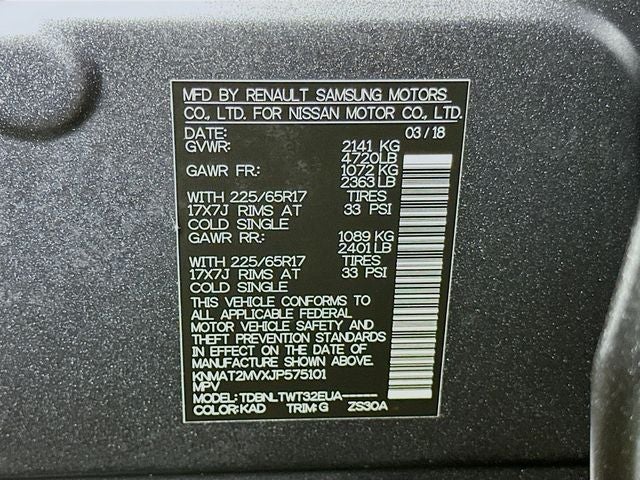 MFD BY RENAULT SAMSUNG MOTORS
CO., LTD. FOR NISSAN MOTOR CO., LTD.
DATE: 03/18
GVWR: 2141 KG
4720LB
GAWR FR: 1072 KG
2363 LB
WITH 225/65R17 TIRES
17X7J RIMS AT 33 PSI
COLD SINGLE
GAWR RR: 1089 KG
2401 LB
WITH 225/65R17 TIRES
17X7J RIMS AT 33 PSI
COLD SINGLE
THIS VEHICLE CONFORMS TO
ALL APPLICABLE FEDERAL
MOTOR VEHICLE SAFETY AND
THEFT PREVENTION STANDARDS
IN EFFECT ON THE DATE OF
MANUFACTURE SHOWN ABOVE.
KNMAT2MVXJP575101
MPV
MODEL: TDBNLTWT32EUA-----
COLOR: KAD TRIM: G ZS30A